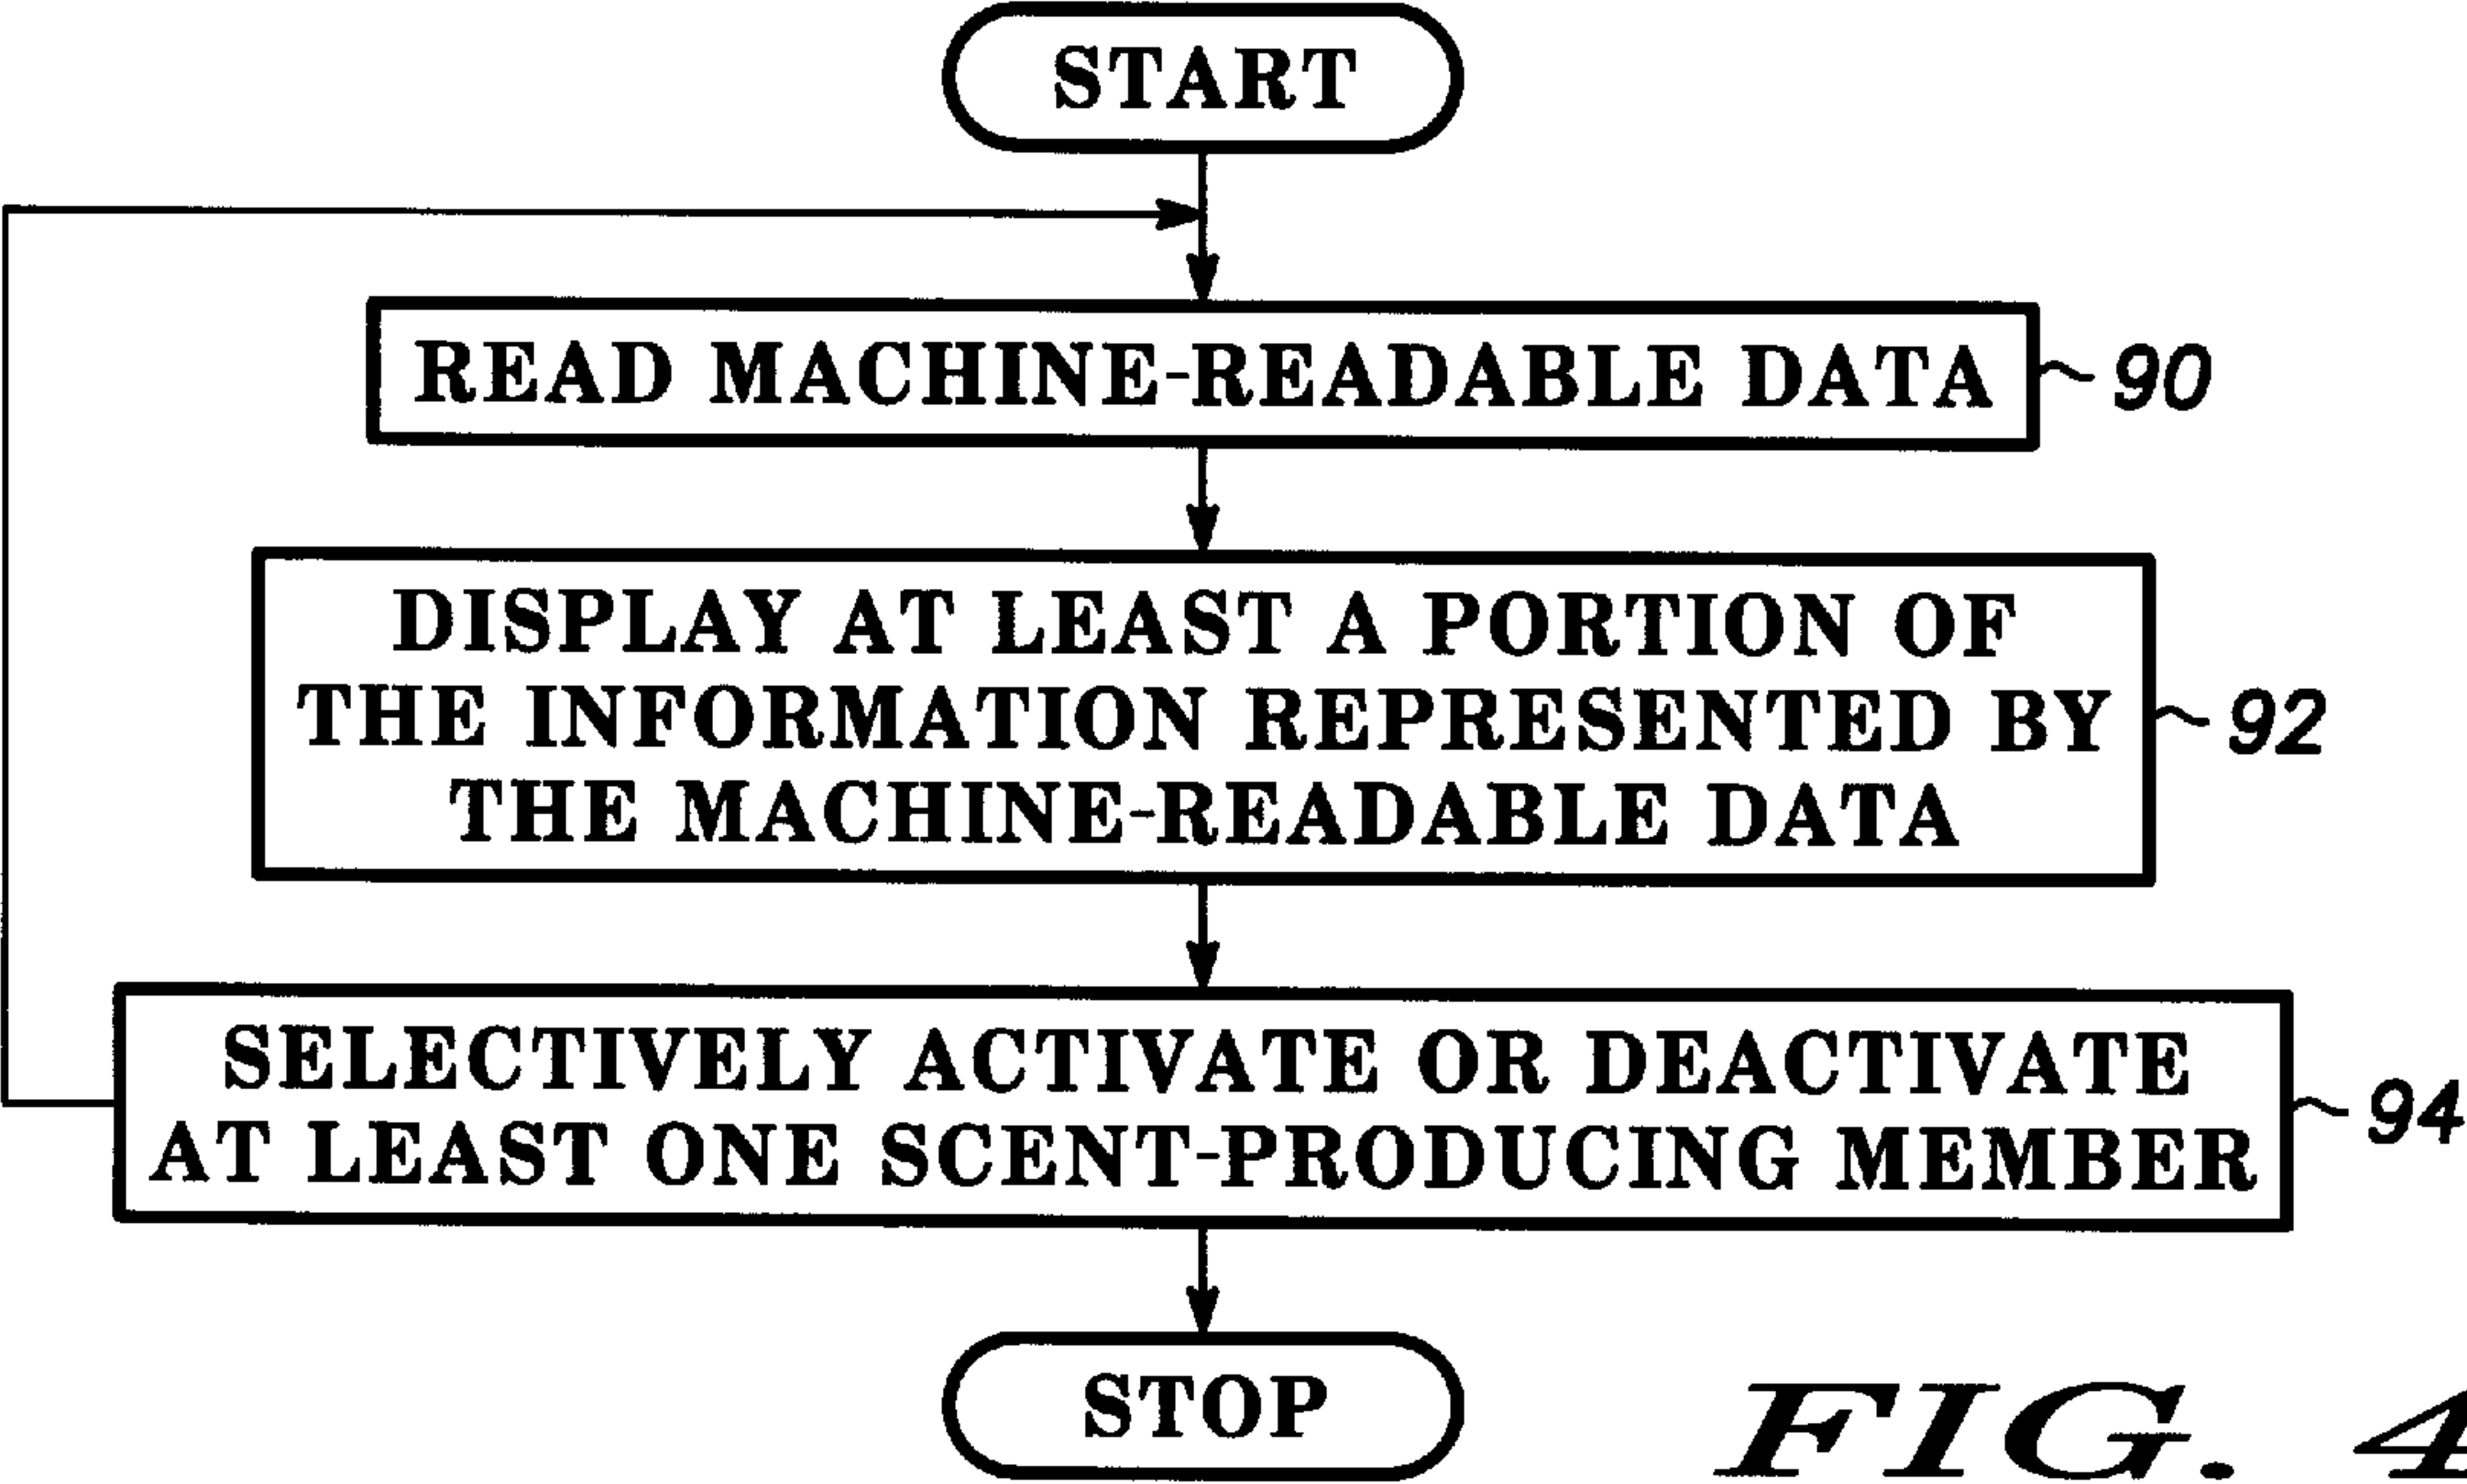 START
READ MACHINE-READABLE DATA
90
DISPLAY AT LEAST A PORTION OF
THE INFORMATION REPRESENTED BY
THE MACHINE-READABLE DATA
92
SELECTIVELY ACTIVATE OR DEACTIVATE
AT LEAST ONE SCENT-PRODUCING MEMBER
94
STOP
FIG. 4